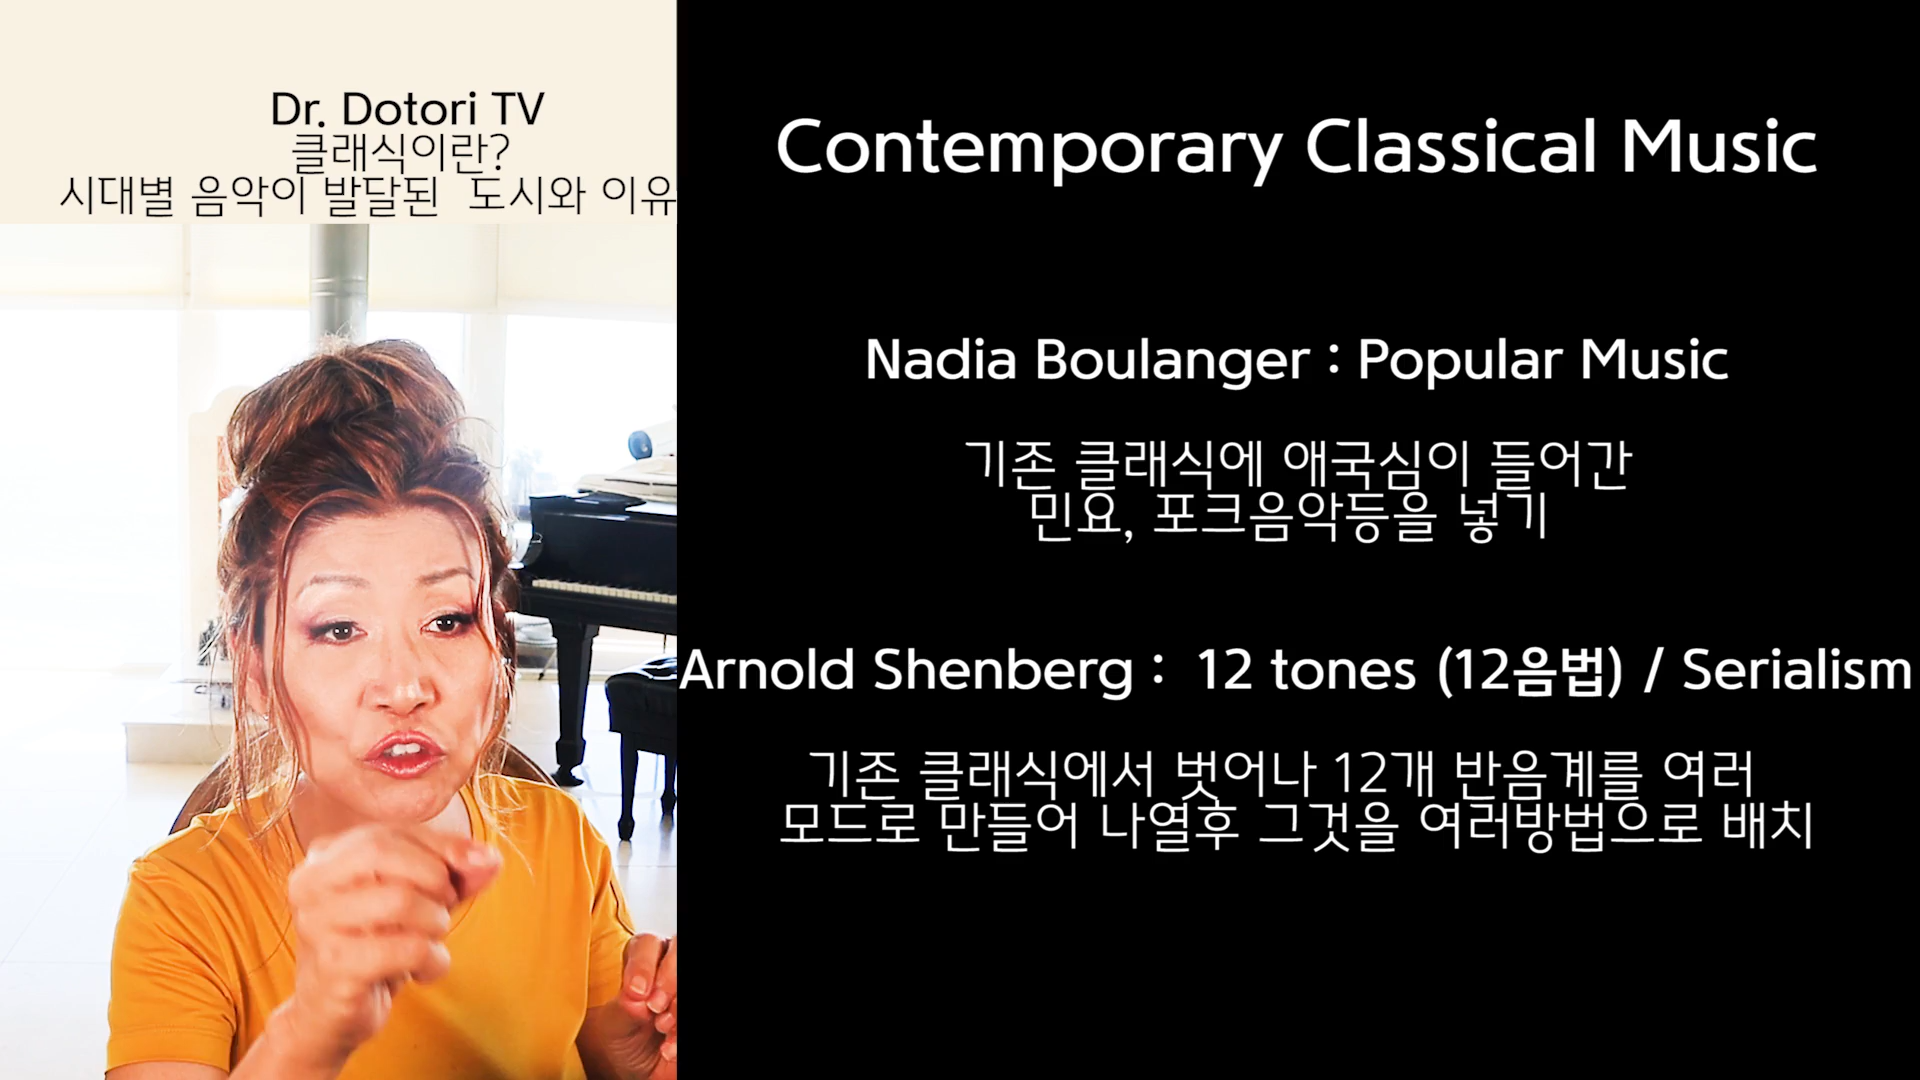 Dr. Dotori TV
클래식이란?
시대별 음악이 발달된 도시와 이유
Contemporary Classical Music
Nadia Boulanger : Popular Music
기존 클래식에 애국심이 들어간
민요, 포크음악등을 넣기
Arnold Shenberg : 12 tones (12음법) / Serialism
기존 클래식에서 벗어나 12개 반음계를 여러
모드로 만들어 나열후 그것을 여러방법으로 배치